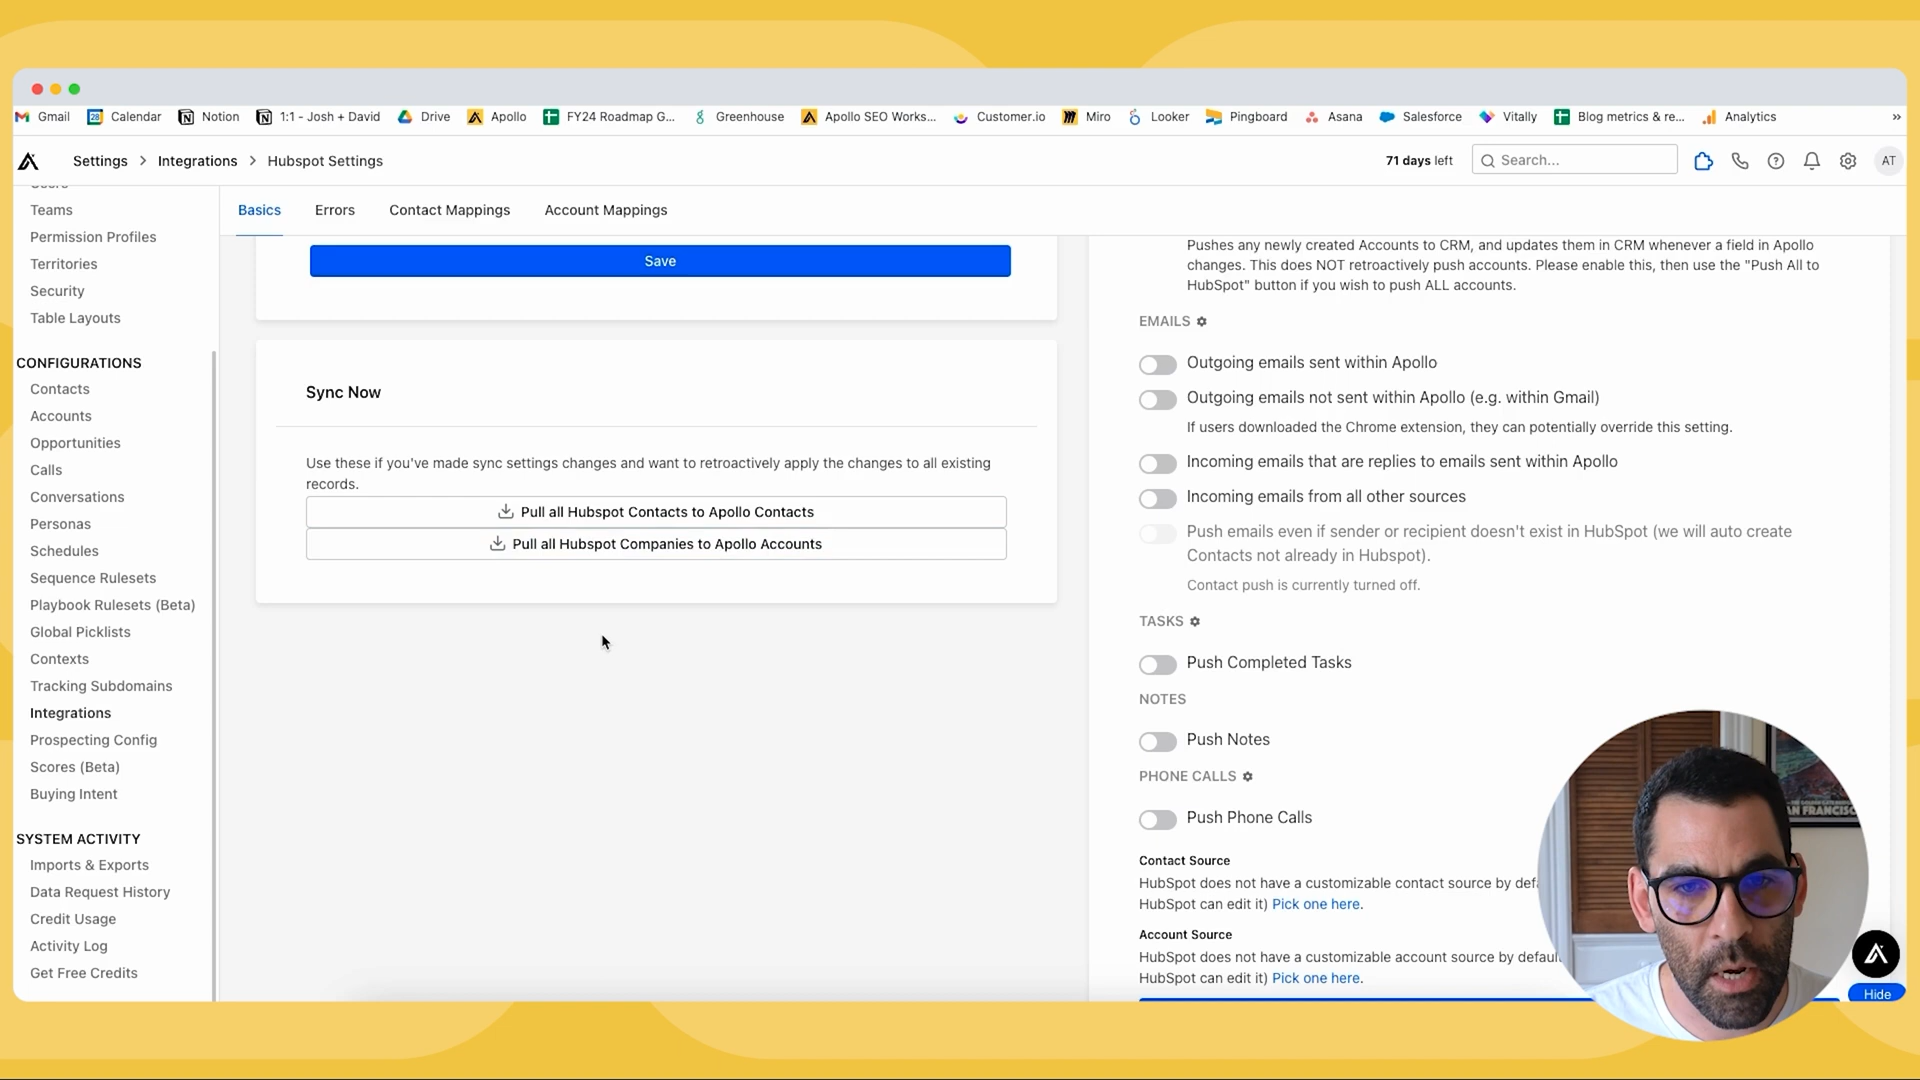 Gmail
Calendar
Notion
1:1 - Josh + David
Drive
Apollo
FY24 Roadmap G...
Greenhouse
Apollo SEO Works...
Customer.io
Miro
Looker
Pingboard
Asana
Salesforce
Vitally
Blog metrics & re...
Analytics
»
Settings > Integrations > Hubspot Settings
71 days left
Search...
AT
Users
Teams
Permission Profiles
Territories
Security
Table Layouts
CONFIGURATIONS
Contacts
Accounts
Opportunities
Calls
Conversations
Personas
Schedules
Sequence Rulesets
Playbook Rulesets (Beta)
Global Picklists
Contexts
Tracking Subdomains
Integrations
Prospecting Config
Scores (Beta)
Buying Intent
SYSTEM ACTIVITY
Imports & Exports
Data Request History
Credit Usage
Activity Log
Get Free Credits
Basics
Errors
Contact Mappings
Account Mappings
Save
Sync Now
Use these if you've made sync settings changes and want to retroactively apply the changes to all existing
records.
Pull all Hubspot Contacts to Apollo Contacts
Pull all Hubspot Companies to Apollo Accounts
Pushes any newly created Accounts to CRM, and updates them in CRM whenever a field in Apollo
changes. This does NOT retroactively push accounts. Please enable this, then use the "Push All to
HubSpot" button if you wish to push ALL accounts.
EMAILS
Outgoing emails sent within Apollo
Outgoing emails not sent within Apollo (e.g. within Gmail)
If users downloaded the Chrome extension, they can potentially override this setting.
Incoming emails that are replies to emails sent within Apollo
Incoming emails from all other sources
Push emails even if sender or recipient doesn't exist in HubSpot (we will auto create
Contacts not already in Hubspot).
Contact push is currently turned off.
TASKS
Push Completed Tasks
NOTES
Push Notes
PHONE CALLS
Push Phone Calls
Contact Source
HubSpot does not have a customizable contact source by
HubSpot can edit it) Pick one here.
Account Source
HubSpot does not have a customizable account source by
HubSpot can edit it) Pick one here.
Hide